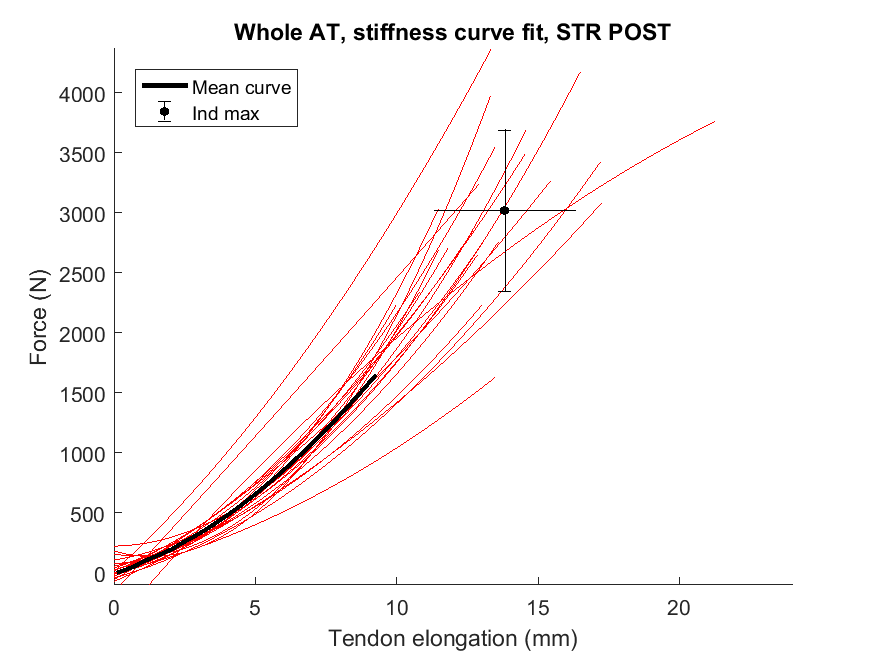 Whole AT, stiffness curve fit, STR POST
Mean curve
Ind max
4000
3500
3000
2500
2000
1500
1000
500
0
Force (N)
0 5 10 15 20
Tendon elongation (mm)